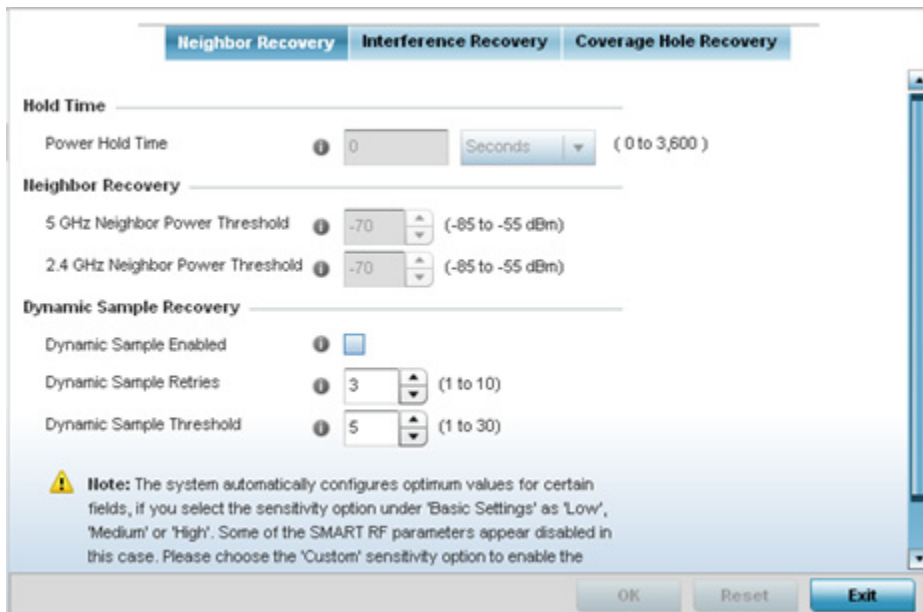 Neighbor Recovery Interference Recovery Coverage Hole Recovery
Hold Time
Power Hold Time 0 Seconds ( 0 to 3,600 )
Neighbor Recovery
5 GHz Neighbor Power Threshold -70 (-85 to -55 dBm)
2.4 GHz Neighbor Power Threshold -70 (-85 to -55 dBm)
Dynamic Sample Recovery
Dynamic Sample Enabled
Dynamic Sample Retries 3 (1 to 10)
Dynamic Sample Threshold 5 (1 to 30)
Note: The system automatically configures optimum values for certain
fields, if you select the sensitivity option under 'Basic Settings' as 'Low',
'Medium' or 'High'. Some of the SMART RF parameters appear disabled in
this case. Please choose the 'Custom' sensitivity option to enable the
OK Reset Exit